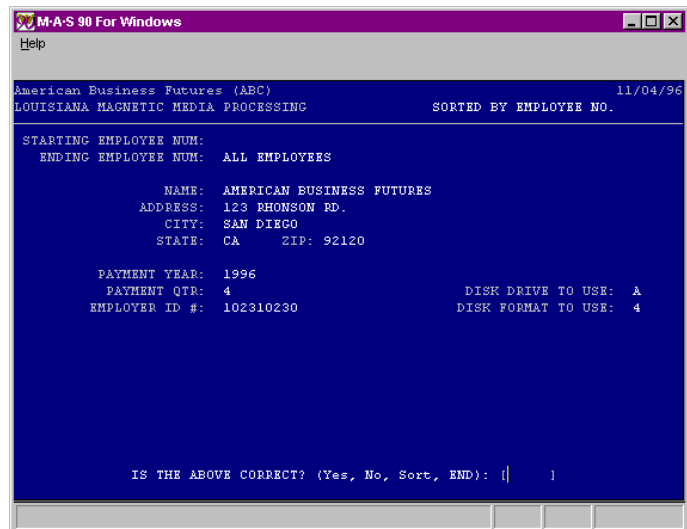 M·A·S 90 For Windows
Help
American Business Futures (ABC) 11/04/96
LOUISIANA MAGNETIC MEDIA PROCESSING SORTED BY EMPLOYEE NO.
STARTING EMPLOYEE NUM:
ENDING EMPLOYEE NUM: ALL EMPLOYEES
NAME: AMERICAN BUSINESS FUTURES
ADDRESS: 123 RHONSON RD.
CITY: SAN DIEGO
STATE: CA ZIP: 92120
PAYMENT YEAR: 1996
PAYMENT QTR: 4 DISK DRIVE TO USE: A
EMPLOYER ID #: 102310230 DISK FORMAT TO USE: 4
IS THE ABOVE CORRECT? (Yes, No, Sort, END): [ ]